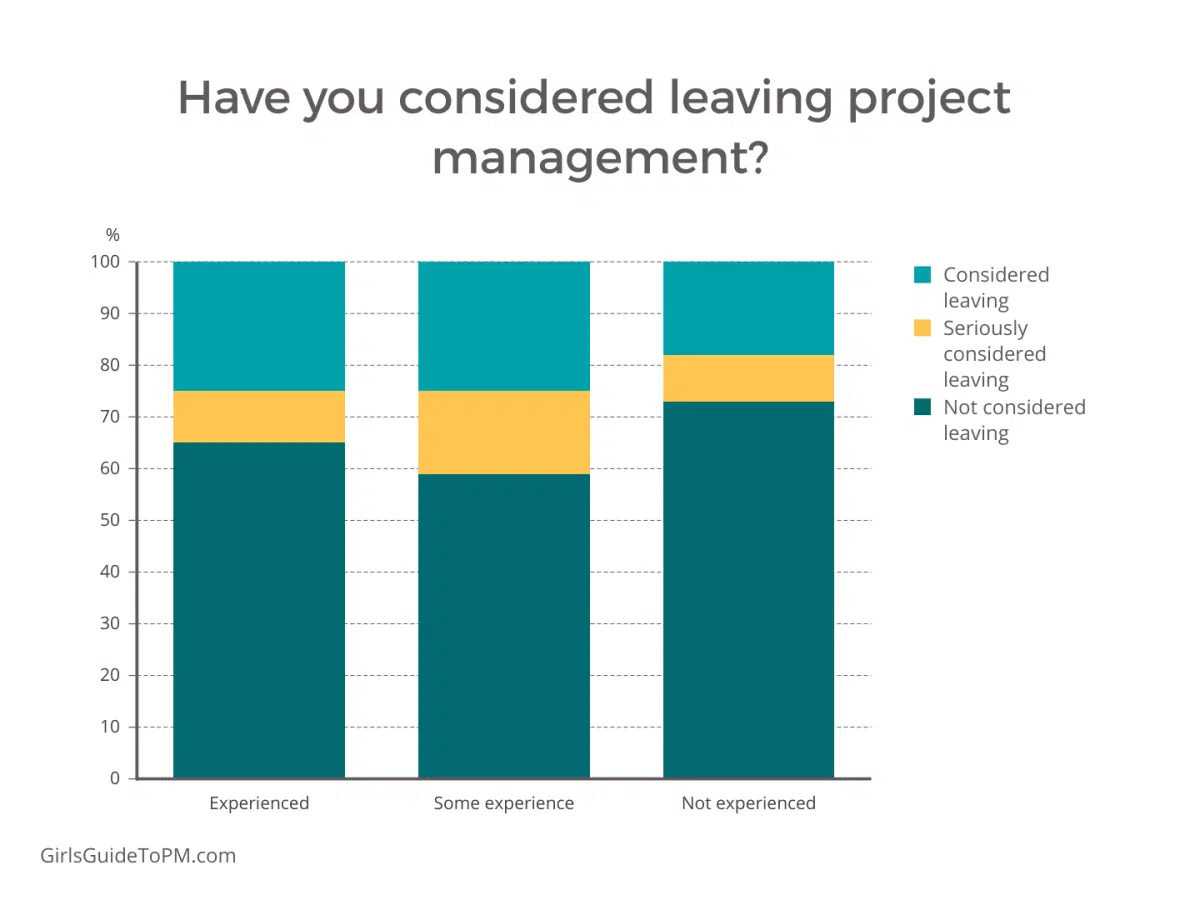 Have you considered leaving project
management?
%
100
90
80
70
60
50
40
30
20
10
0
Experienced
Some experience
Not experienced
Considered
leaving
Seriously
considered
leaving
Not considered
leaving
GirlsGuideToPM.com